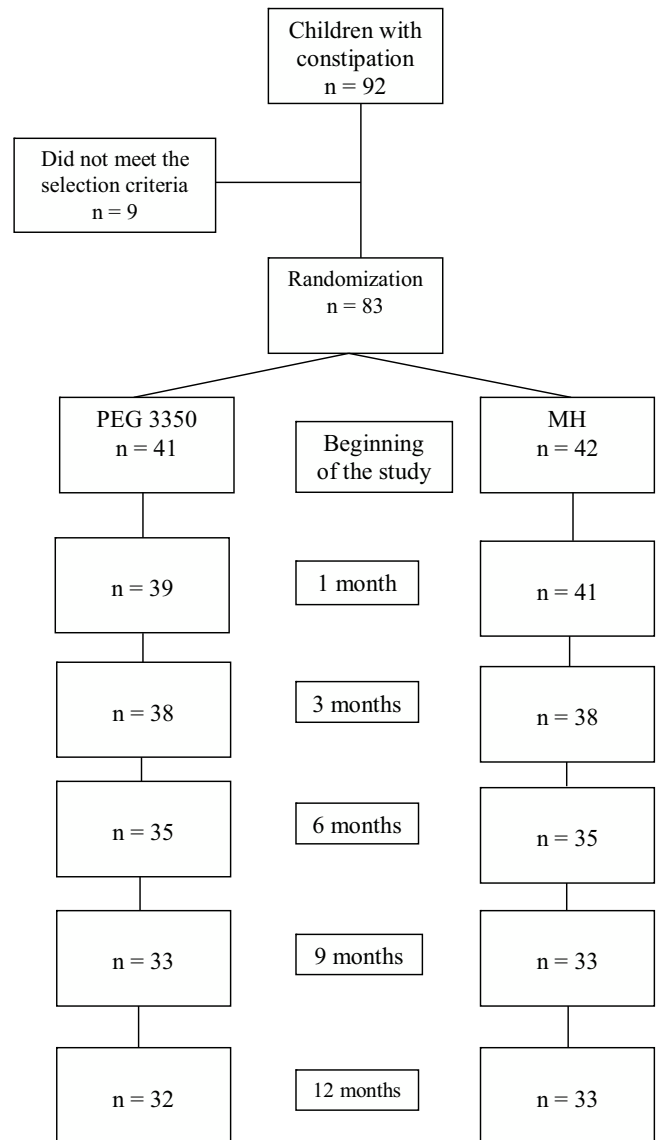 Children with
constipation
n = 92
Did not meet the
selection criteria
n = 9
Randomization
n = 83
PEG 3350
n = 41
Beginning
of the study
MH
n = 42
n = 39
1 month
n = 41
n = 38
3 months
n = 38
n = 35
6 months
n = 35
n = 33
9 months
n = 33
n = 32
12 months
n = 33